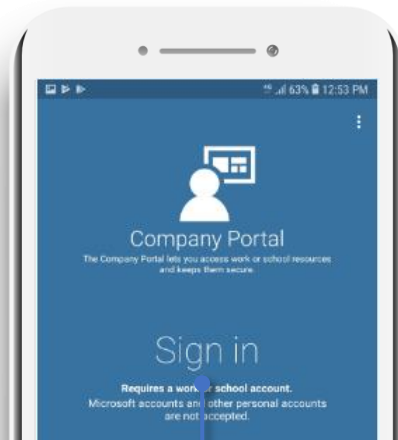 63% 12:53 PM
Company Portal
The Company Portal lets you access work or school resources
and keeps them secure.
Sign in
Requires a work school account.
Microsoft accounts and other personal accounts
are not accepted.